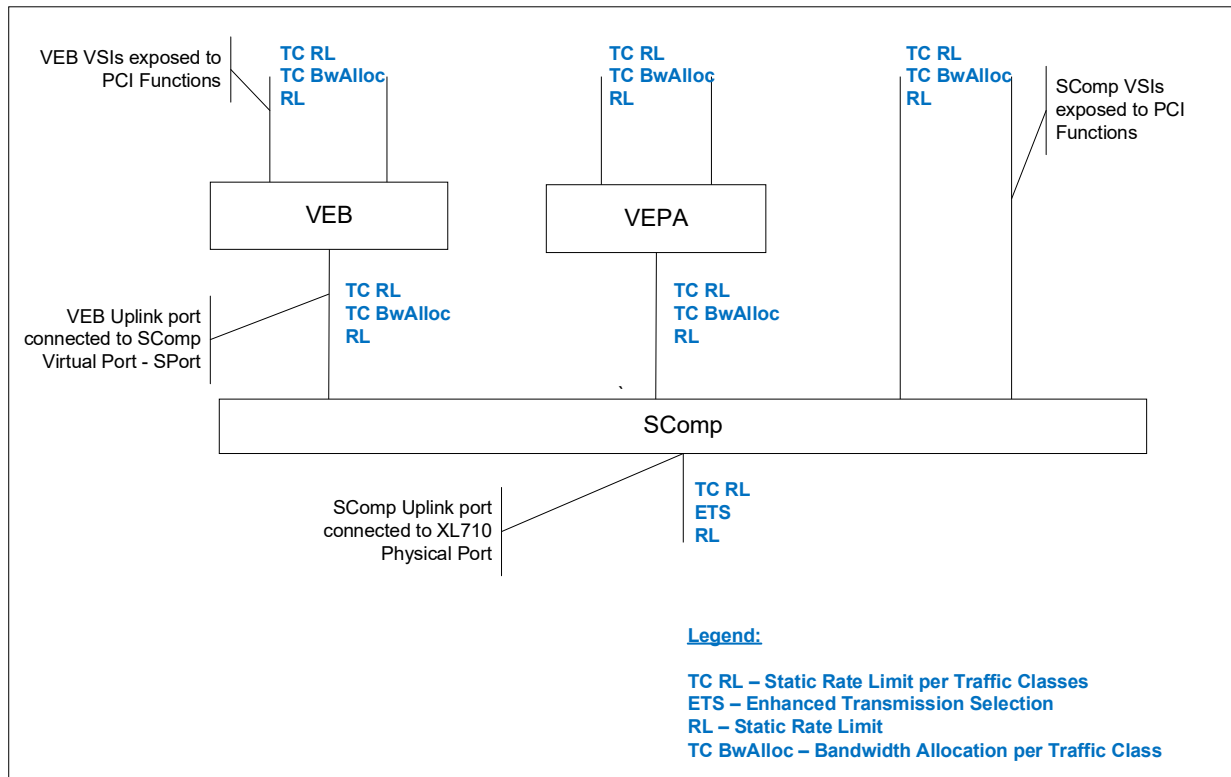 VEB VSIs exposed to
PCI Functions
TC RL
TC BwAlloc
RL
TC RL
TC BwAlloc
RL
TC RL
TC BwAlloc
RL
SComp VSIs
exposed to PCI
Functions
VEB
VEPA
VEB Uplink port
connected to SComp
Virtual Port - SPort
TC RL
TC BwAlloc
RL
TC RL
TC BwAlloc
RL
`
SComp
SComp Uplink port
connected to XL710
Physical Port
TC RL
ETS
RL
Legend:
TC RL – Static Rate Limit per Traffic Classes
ETS – Enhanced Transmission Selection
RL – Static Rate Limit
TC BwAlloc – Bandwidth Allocation per Traffic Class